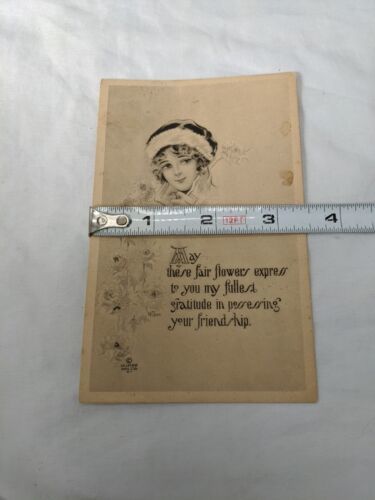 1 2 3 4
May
these fair flowers express
to you my fullest
gratitude in possessing
your friendship.
©